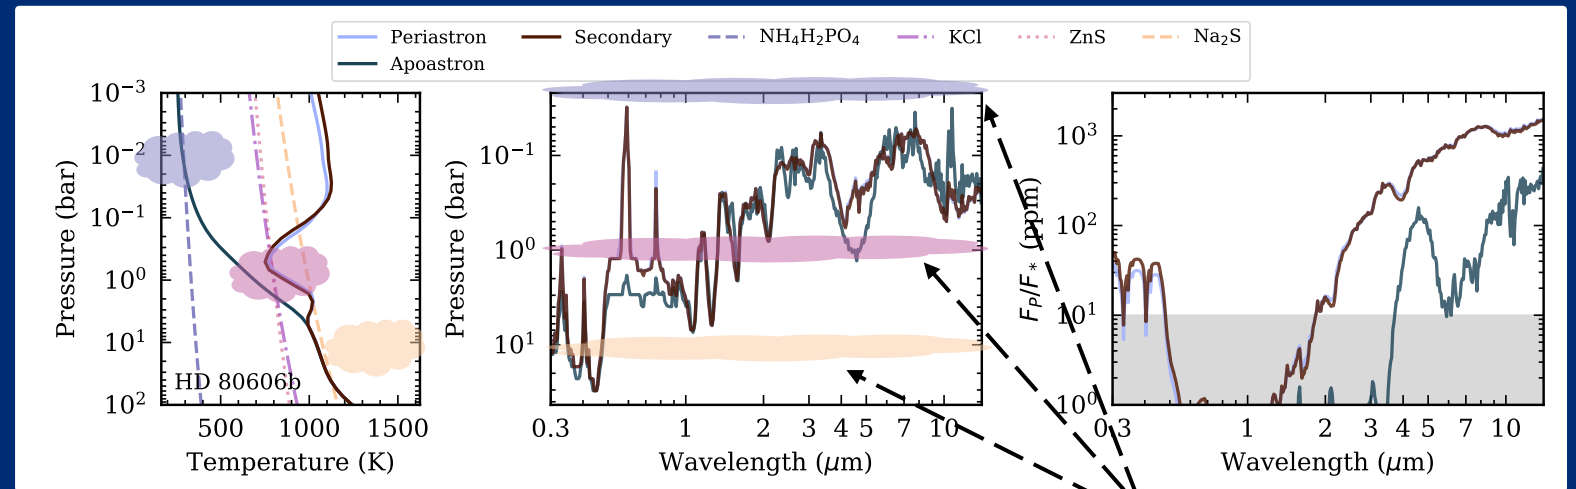 Periastron Secondary NH₄H₂PO₄ KCl ZnS Na₂S
Apoastron
10⁻³
10⁻²
10⁻¹
10⁰
10¹
10²
Pressure (bar)
HD 80606b
500 1000 1500
Temperature (K)
10⁻¹
10⁰
10¹
Pressure (bar)
0.3 1 2 3 4 5 7 10
Wavelength (μm)
10³
10²
10¹
10⁰
F_P/F_* (ppm)
0.3 1 2 3 4 5 7 10
Wavelength (μm)